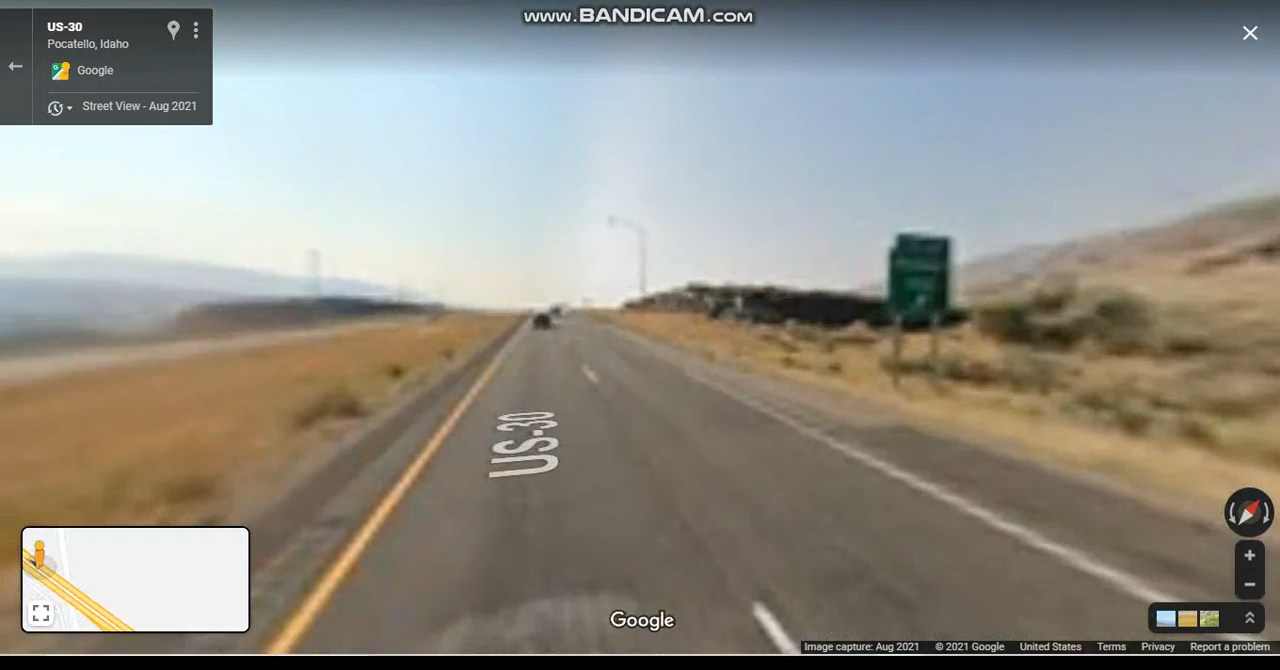 www.BANDICAM.com
US-30
Pocatello, Idaho
Google
Street View - Aug 2021
US-30
Google
Image capture: Aug 2021 © 2021 Google United States Terms Privacy Report a problem